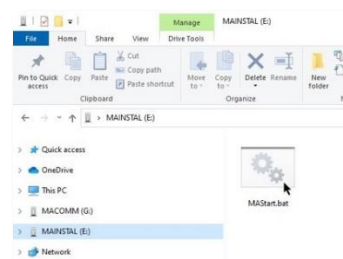 Manage
MAINSTAL (E:)
File
Home
Share
View
Drive Tools
Pin to Quick access
Copy
Paste
Cut
Copy path
Paste shortcut
Move to
Copy to
Delete
Rename
New folder
Clipboard
Organize
MAINSTAL (E:)
Quick access
OneDrive
This PC
MACOMM (G:)
MAINSTAL (E:)
Network
MAStart.bat